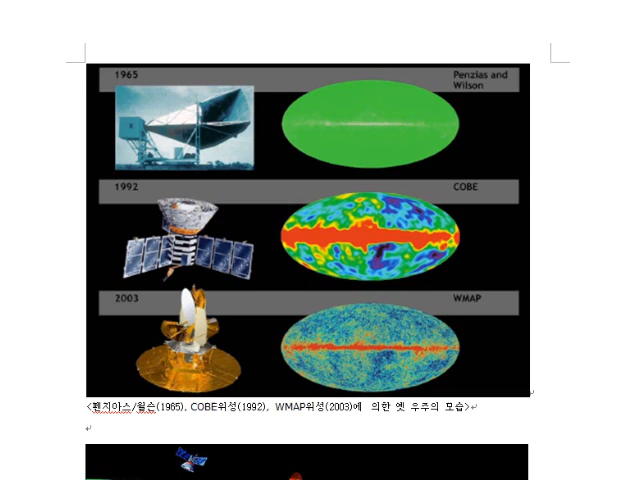 1965
Penzias and
Wilson
1992
COBE
2003
WMAP
<펜지아스/윌슨(1965), COBE위성(1992), WMAP위성(2003)에 의한 옛 우주의 모습>